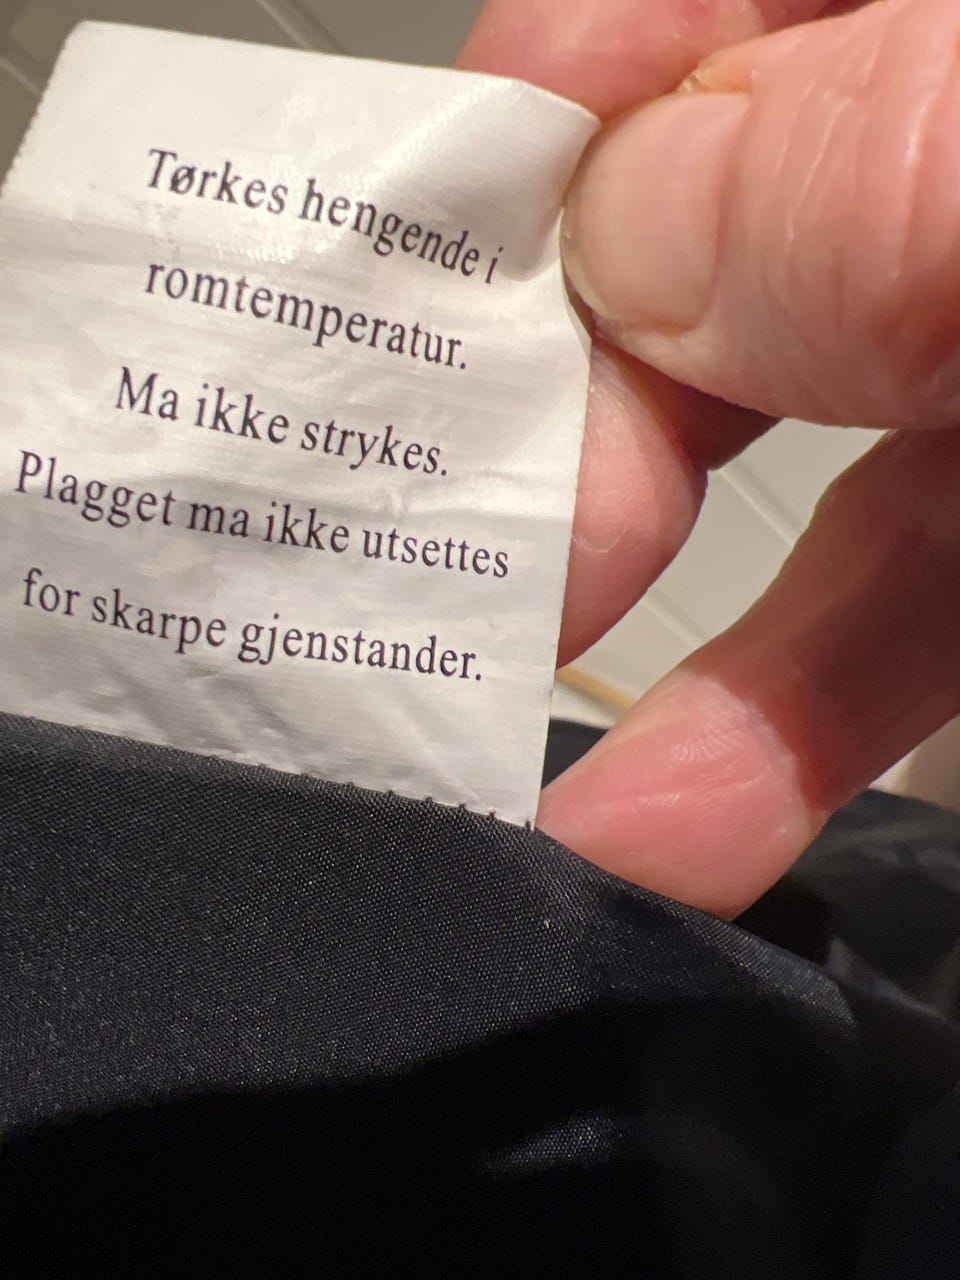 Tørkes hengende i
romtemperatur.
Ma ikke strykes.
Plagget ma ikke utsettes
for skarpe gjenstander.